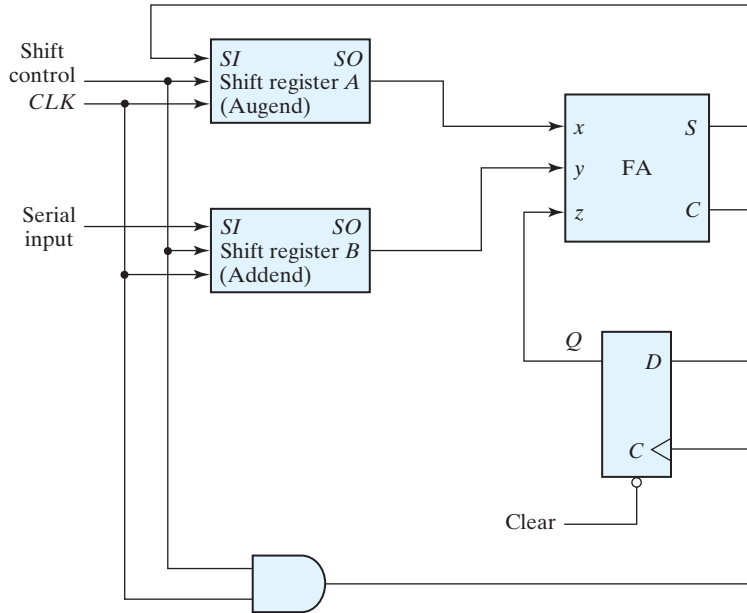 Shift
control
CLK
SI SO
Shift register A
(Augend)
x S
y FA
z C
Serial
input
SI SO
Shift register B
(Addend)
Q
D
C
Clear